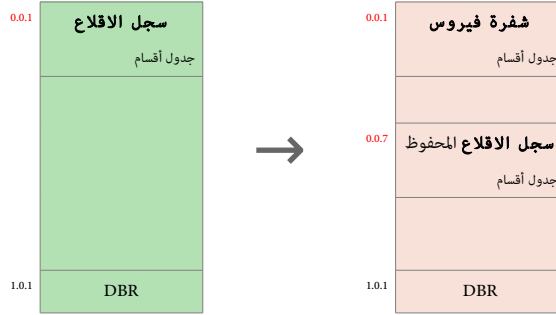 0.0.1
سجل الاقلاع
جدول أقسام
1.0.1
DBR
→
0.0.1
شفرة فيروس
جدول أقسام
0.0.7
سجل الاقلاع المحفوظ
جدول أقسام
1.0.1
DBR